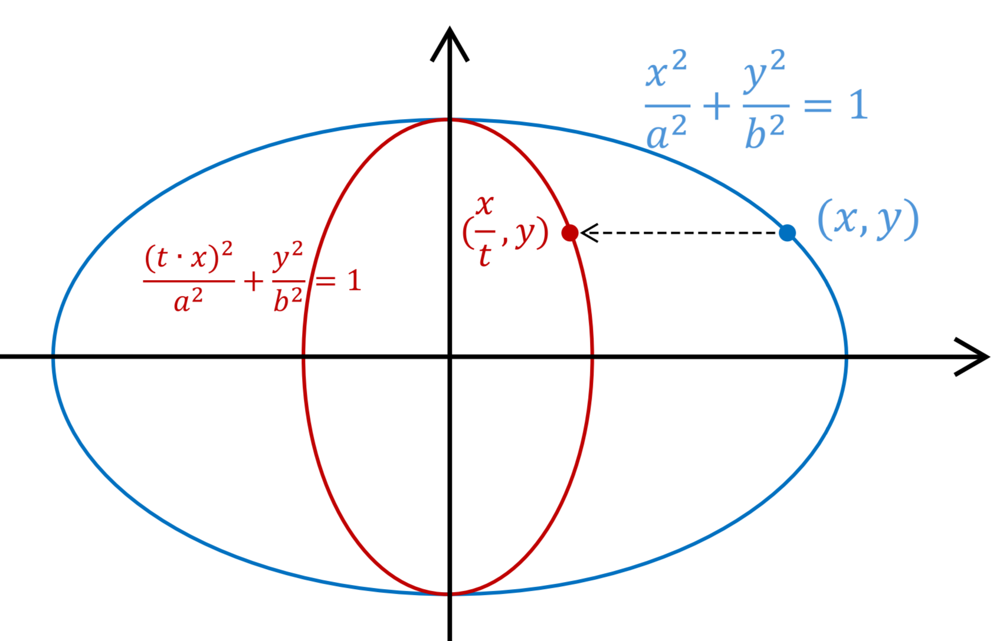 x²/a² + y²/b² = 1
(x, y)
(x/t, y)
(t · x)²/a² + y²/b² = 1